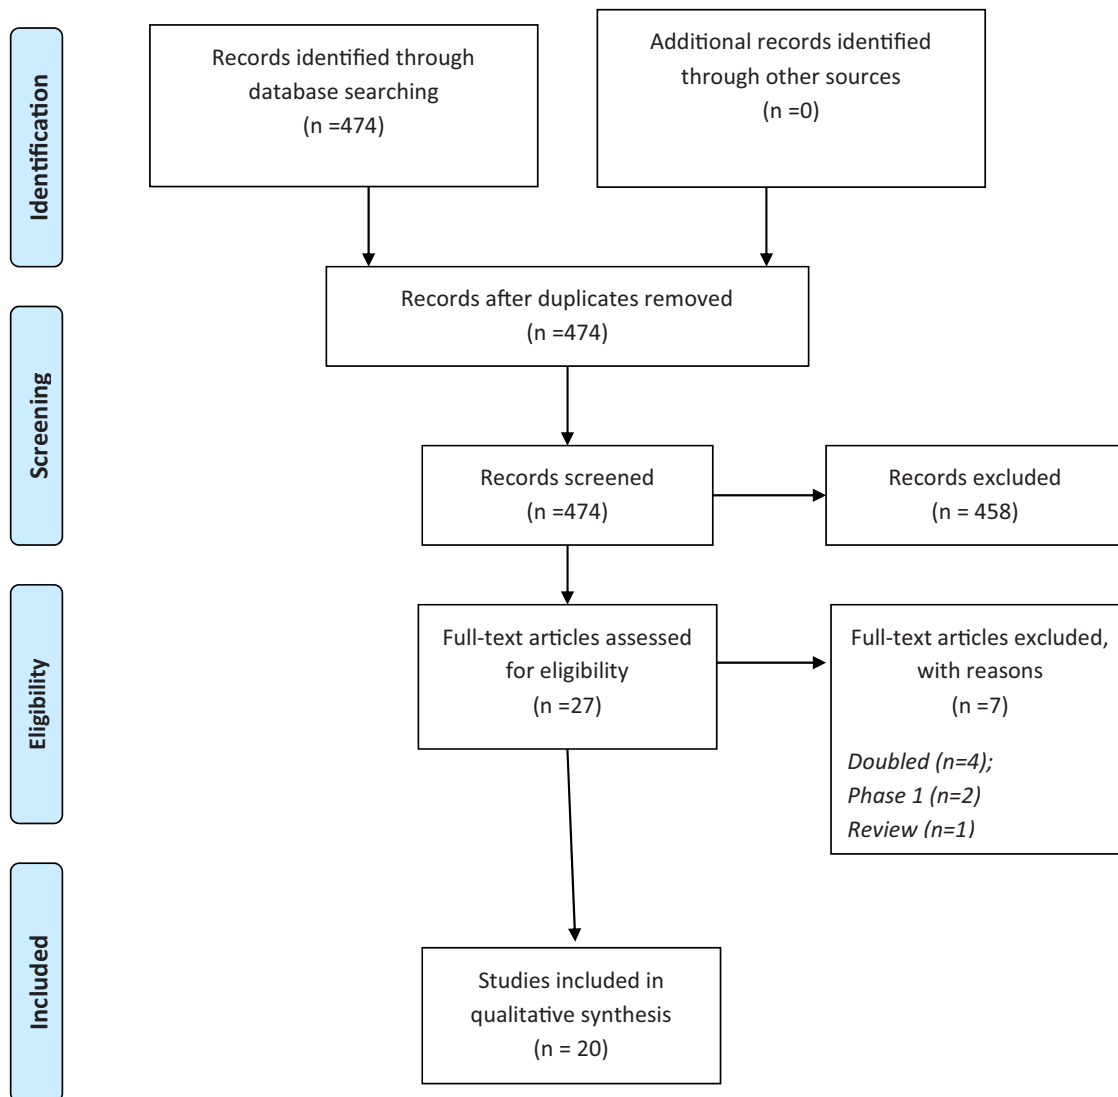 Identification
Records identified through
database searching
(n =474)
Additional records identified
through other sources
(n =0)
Records after duplicates removed
(n =474)
Screening
Records screened
(n =474)
Records excluded
(n = 458)
Eligibility
Full-text articles assessed
for eligibility
(n =27)
Full-text articles excluded,
with reasons
(n =7)
Doubled (n=4);
Phase 1 (n=2)
Review (n=1)
Included
Studies included in
qualitative synthesis
(n = 20)